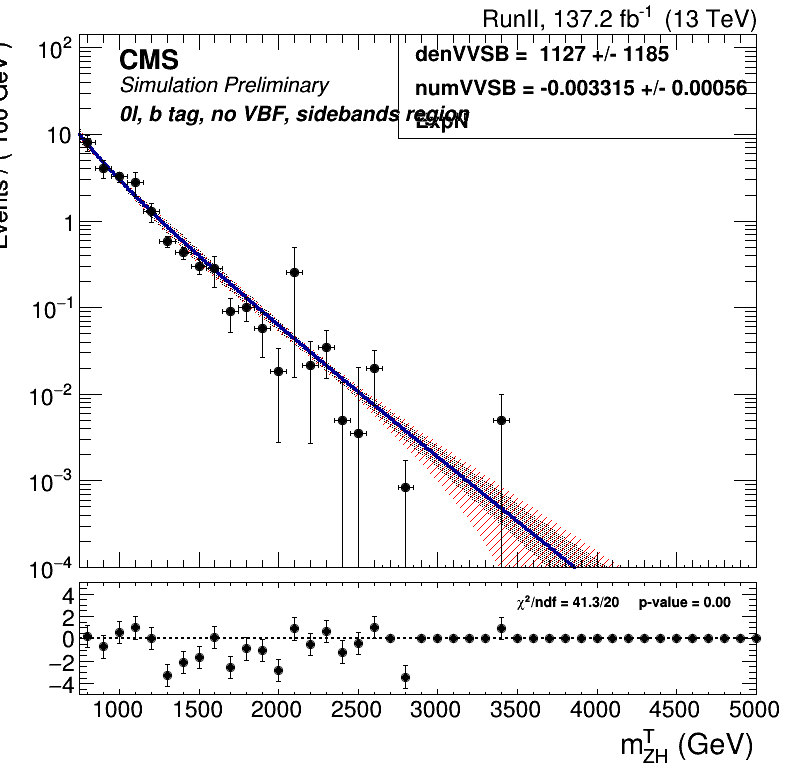 RunII, 137.2 fb⁻¹ (13 TeV)
CMS
Simulation Preliminary
0l, b tag, no VBF, sidebands region
denVVSB = 1127 +/- 1185
numVVSB = -0.003315 +/- 0.00056
ExpN
Events / ( 100 GeV )
10²
10
1
10⁻¹
10⁻²
10⁻³
10⁻⁴
χ²/ndf = 41.3/20 p-value = 0.00
4
2
0
−2
−4
1000 1500 2000 2500 3000 3500 4000 4500 5000
m^T_ZH (GeV)